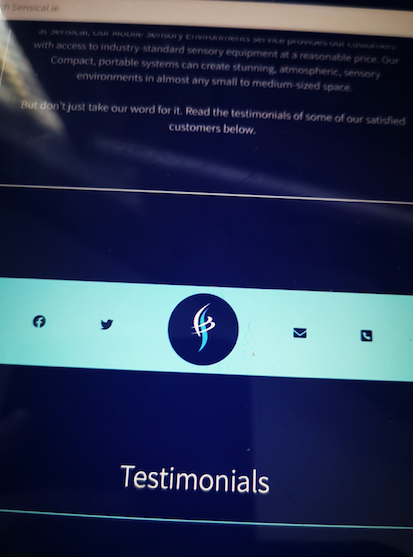 Sensical.ie
at Sensical, Our Mobile Sensory Environments service provides our customers
with access to industry-standard sensory equipment at a reasonable price. Our
Compact, portable systems can create stunning, atmospheric, sensory
environments in almost any small to medium-sized space.
But don't just take our word for it. Read the testimonials of some of our satisfied
customers below.
Testimonials